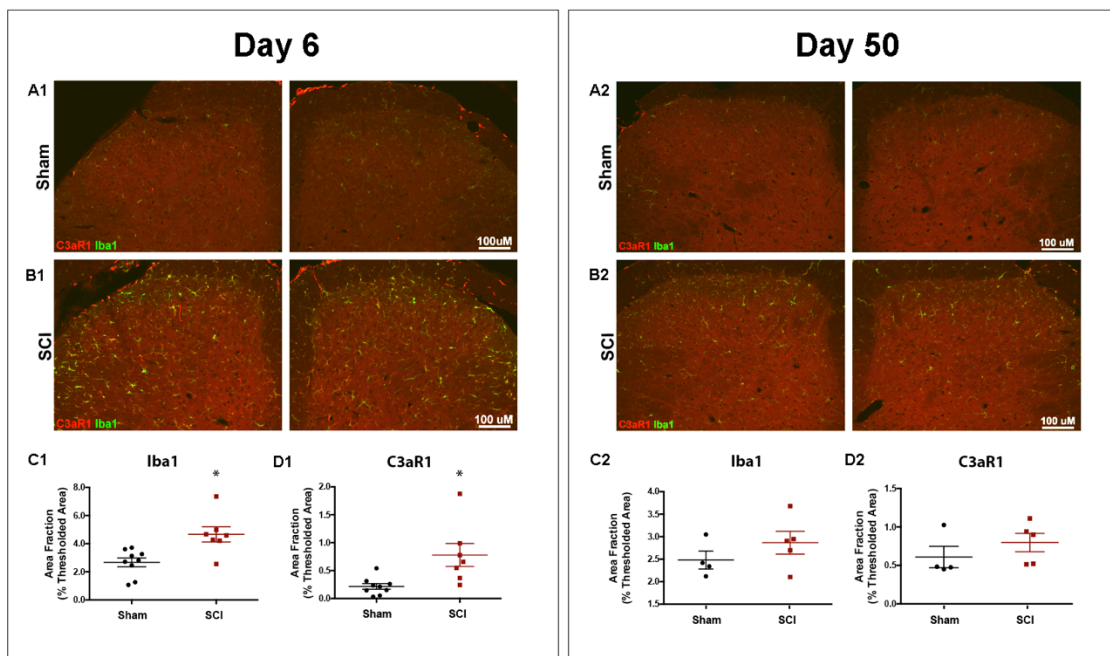 Day 6
A1
Sham
C3aR1 Iba1
100uM
B1
SCI
C3aR1 Iba1
100 uM
C1
Iba1
*
Area Fraction
(% Thresholded Area)
8.0
6.0
4.0
2.0
0.0
Sham
SCI
D1
C3aR1
*
Area Fraction
(% Thresholded Area)
2.0
1.5
1.0
0.5
0.0
Sham
SCI
Day 50
A2
Sham
C3aR1 Iba1
100 uM
B2
SCI
C3aR1 Iba1
100 uM
C2
Iba1
Area Fraction
(% Thresholded Area)
4.0
3.5
3.0
2.5
2.0
1.5
Sham
SCI
D2
C3aR1
Area Fraction
(% Thresholded Area)
1.5
1.0
0.5
0.0
Sham
SCI